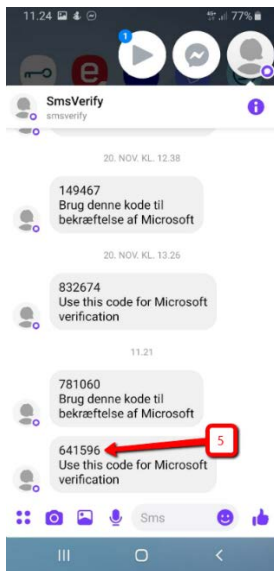 11.24
77%
1
e
SmsVerify
smsverify
20. NOV. KL. 12.38
149467
Brug denne kode til
bekræftelse af Microsoft
20. NOV. KL. 13.26
832674
Use this code for Microsoft
verification
11.21
781060
Brug denne kode til
bekræftelse af Microsoft
5
641596
Use this code for Microsoft
verification
Sms